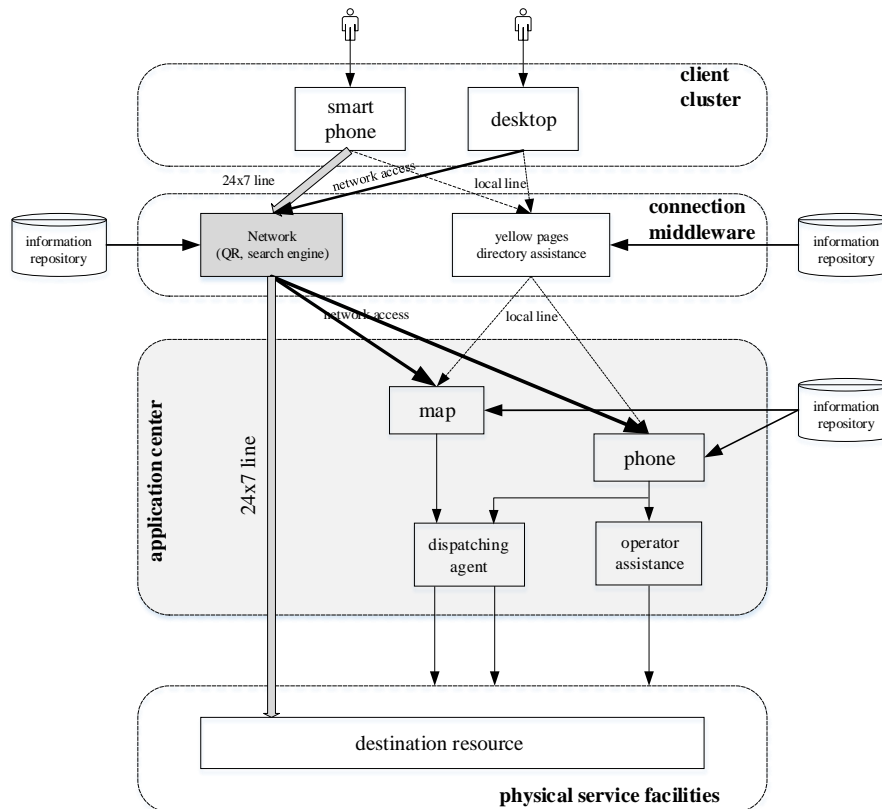 client
cluster
smart
phone
desktop
24x7 line
network access
local line
connection
middleware
information
repository
Network
(QR, search engine)
yellow pages
directory assistance
information
repository
network access
local line
application center
24x7 line
map
information
repository
phone
dispatching
agent
operator
assistance
destination resource
physical service facilities